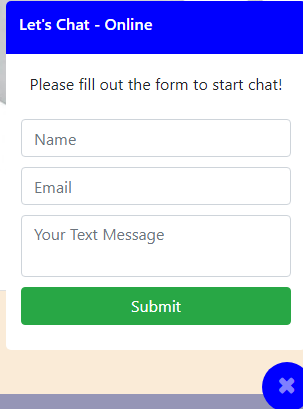 Let's Chat - Online
Please fill out the form to start chat!
Name
Email
Your Text Message
Submit